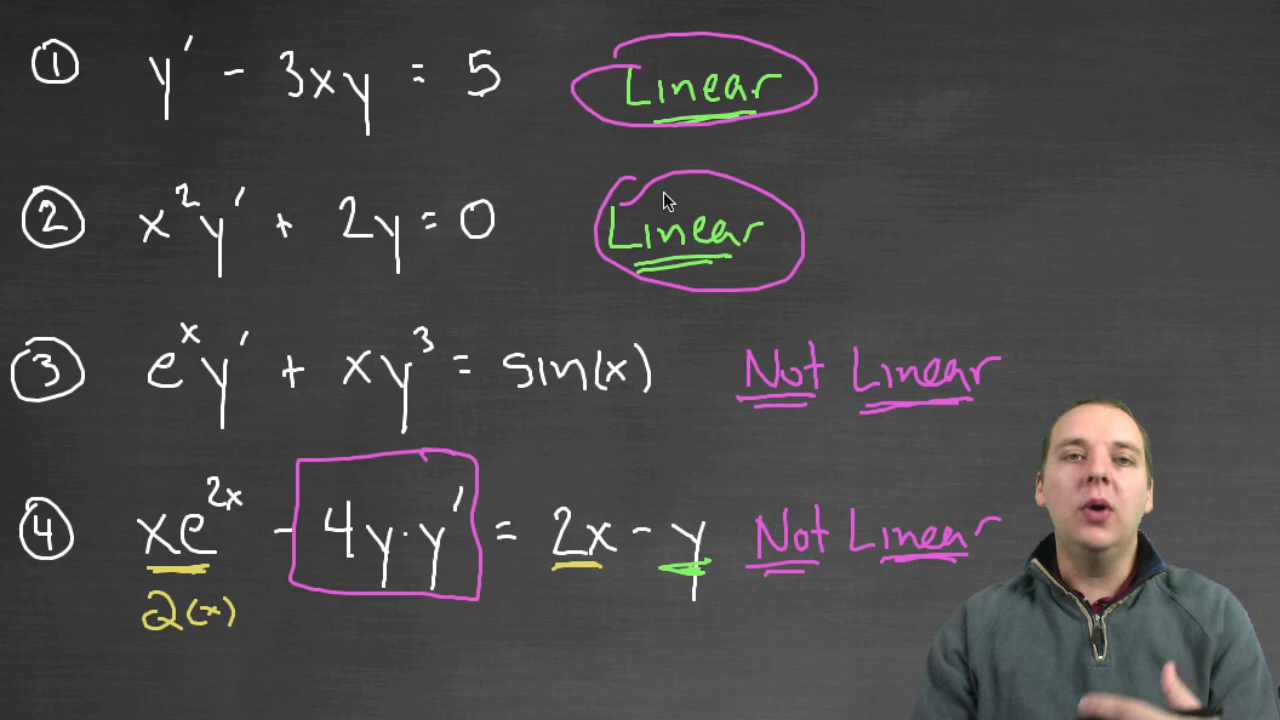 ① y′ - 3xy = 5 Linear
② x²y′ + 2y = 0 Linear
③ eˣy′ + xy³ = sin(x) Not Linear
④ xe²ˣ - 4y·y′ = 2x - y Not Linear
Q(x)